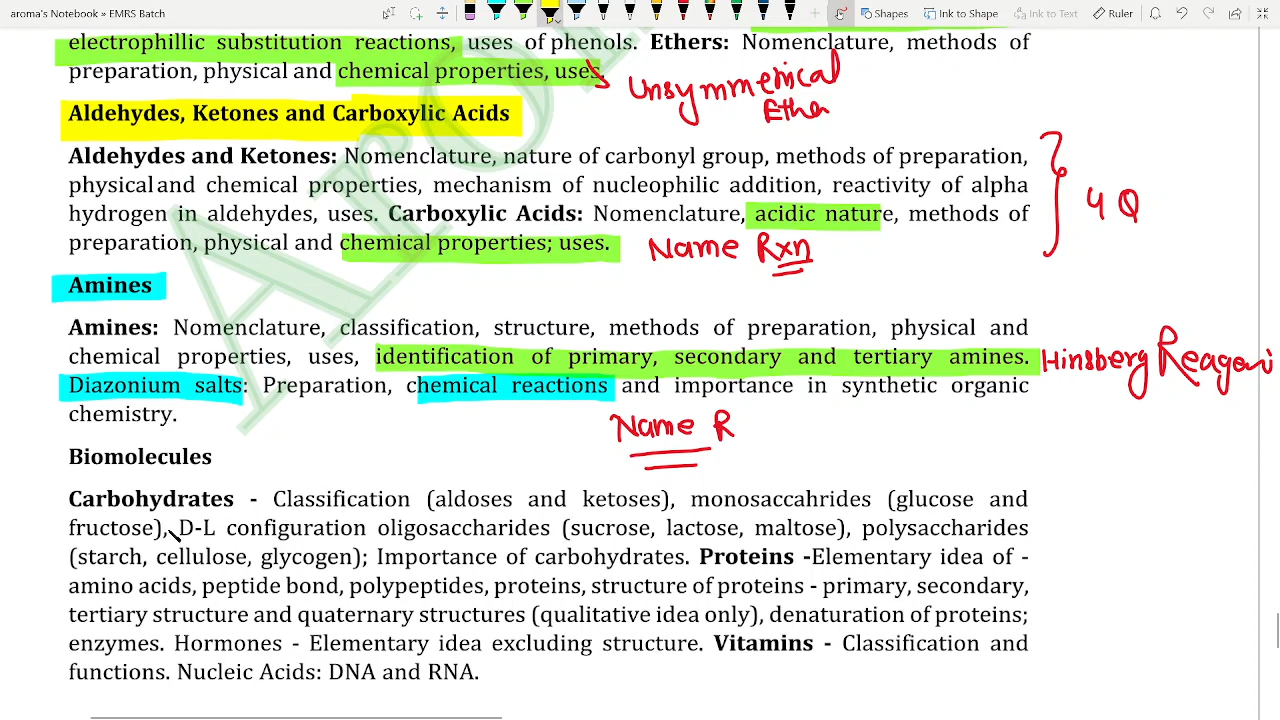 aroma's Notebook » EMRS Batch
Shapes Ink to Shape Ink to Text Ruler
electrophillic substitution reactions, uses of phenols. Ethers: Nomenclature, methods of
preparation, physical and chemical properties, uses.
Unsymmetrical
Ether
Aldehydes, Ketones and Carboxylic Acids
Aldehydes and Ketones: Nomenclature, nature of carbonyl group, methods of preparation,
physical and chemical properties, mechanism of nucleophilic addition, reactivity of alpha
hydrogen in aldehydes, uses. Carboxylic Acids: Nomenclature, acidic nature, methods of
4 Q
preparation, physical and chemical properties; uses.
Name Rxn
Amines
Amines: Nomenclature, classification, structure, methods of preparation, physical and
chemical properties, uses, identification of primary, secondary and tertiary amines.
Hinsberg Reagent
Diazonium salts: Preparation, chemical reactions and importance in synthetic organic
chemistry.
Name R
Biomolecules
Carbohydrates - Classification (aldoses and ketoses), monosaccahrides (glucose and
fructose), D-L configuration oligosaccharides (sucrose, lactose, maltose), polysaccharides
(starch, cellulose, glycogen); Importance of carbohydrates. Proteins -Elementary idea of -
amino acids, peptide bond, polypeptides, proteins, structure of proteins - primary, secondary,
tertiary structure and quaternary structures (qualitative idea only), denaturation of proteins;
enzymes. Hormones - Elementary idea excluding structure. Vitamins - Classification and
functions. Nucleic Acids: DNA and RNA.